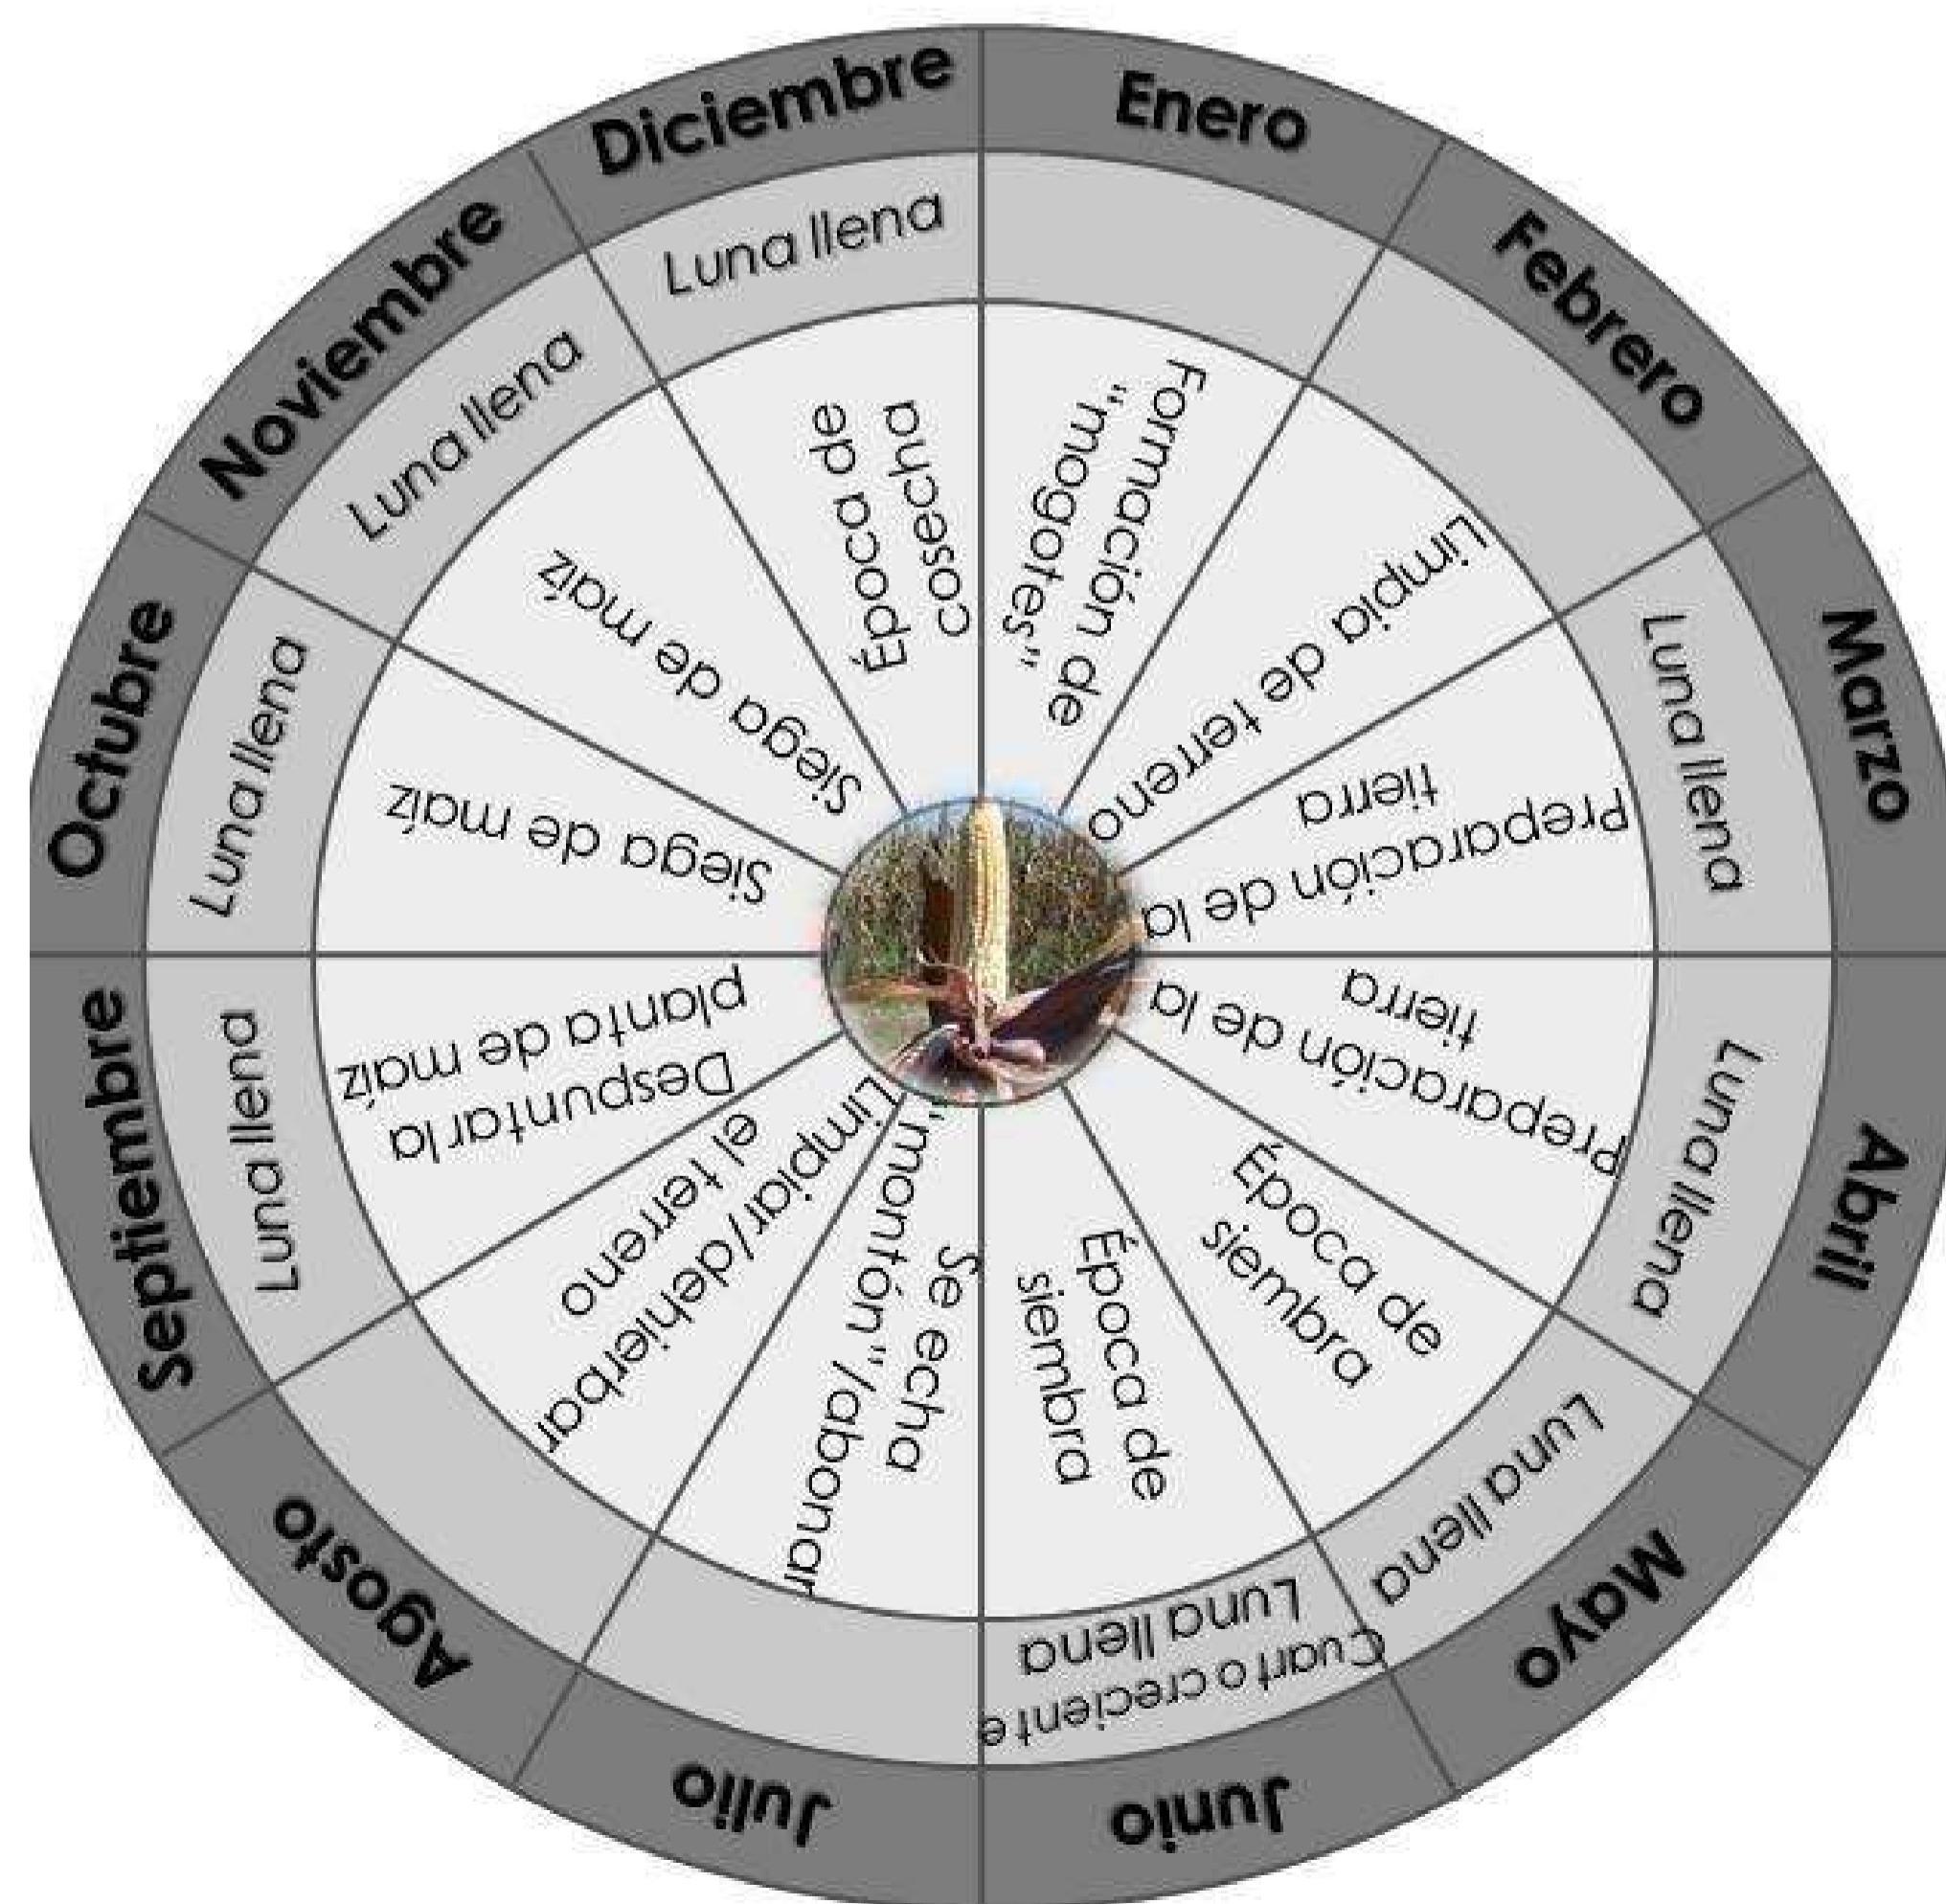 Enero
Formación de
"mogotes"
Febrero
Limpia de terreno
Marzo
Luna llena
Preparación de la
tierra
Abril
Luna llena
Preparación de la
tierra
Mayo
Luna llena
Época de
siembra
Junio
Cuarto creciente
Luna llena
Época de
siembra
Julio
Se echa
"montón"/abonar
Agosto
Limpiar/dehierbar
el terreno
Septiembre
Luna llena
Despuntar la
planta de maíz
Octubre
Luna llena
Siega de maíz
Noviembre
Luna llena
Siega de maíz
Diciembre
Luna llena
Época de
cosecha